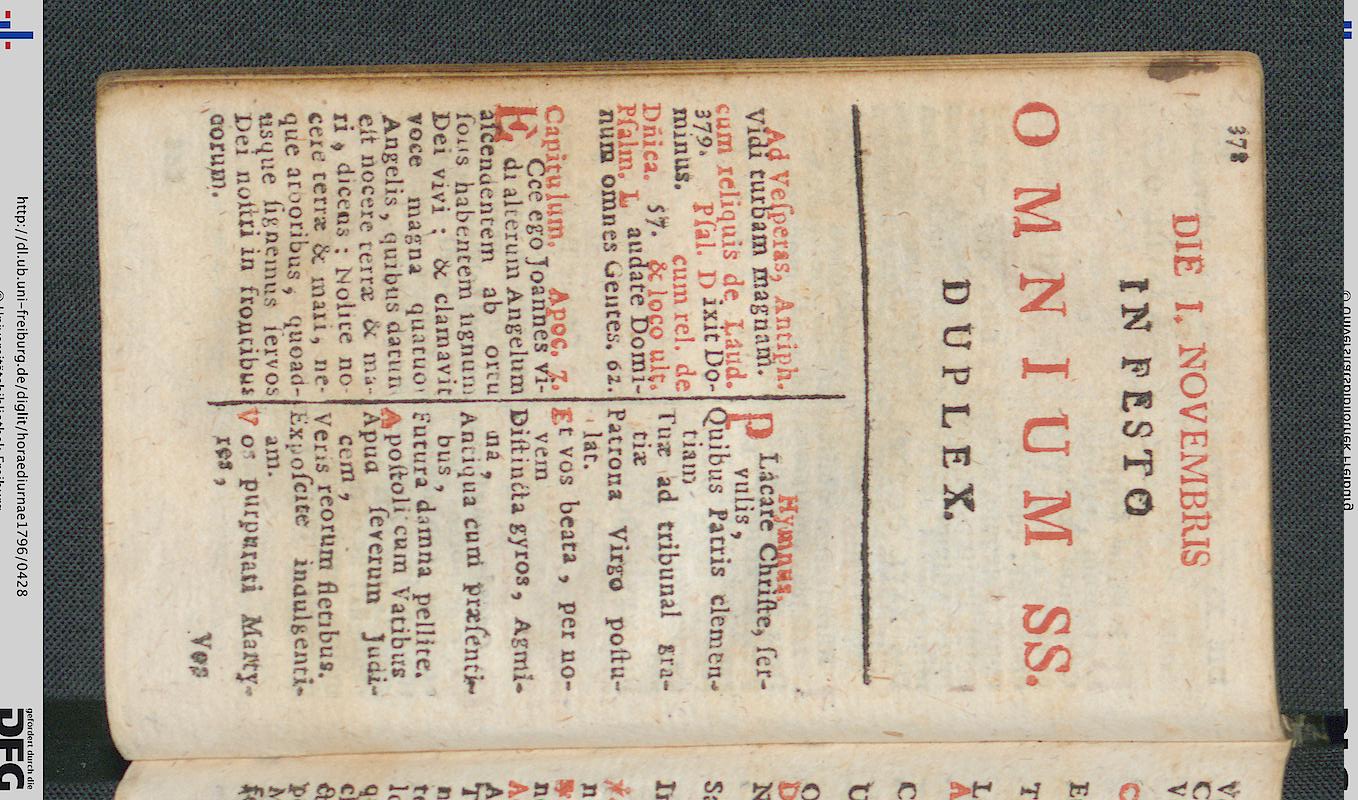 378
DIE I. NOVEMBRIS
IN FESTO
OMNIUM SS.
DUPLEX.
Ad Veſperas, Antiph.
Vidi turbam magnam.
cum reliquis de Laud.
379. Pſal. Dixit Do-
minus. cum rel. de
Dñica. 57. & loco ult.
Pſalm. Laudate Domi-
num omnes Gentes. 62.
Capitulum. Apoc. 7.
ECce ego Joannes vi-
di alterum Angelum
aſcendentem ab ortu
ſolis habentem ſignum
Dei vivi; & clamavit
voce magna quatuor
Angelis, quibus datum
eſt nocere terræ & ma-
ri, dicens: Nolite no-
cere terræ & mari, ne-
que arboribus, quoad-
usque ſignemus ſervos
Dei noſtri in frontibus
eorum.
Hymnus.
PLacare Chriſte, ſer-
vulis,
Quibus Patris clemen-
tiam
Tuæ ad tribunal gra-
tiæ
Patrona Virgo poſtu-
lat.
Et vos beata, per no-
vem
Diſtincta gyros, Agmi-
na,
Antiqua cum præſenti-
bus,
Futura damna pellite.
Apoſtoli cum Vatibus
Apud ſeverum Judi-
cem,
Veris reorum fletibus.
Expoſcite indulgenti-
am.
Vos purpurati Marty-
res,
Vos
http://dl.ub.uni-freiburg.de/diglit/horaediurnae1796/0428
gefördert durch die
DFG